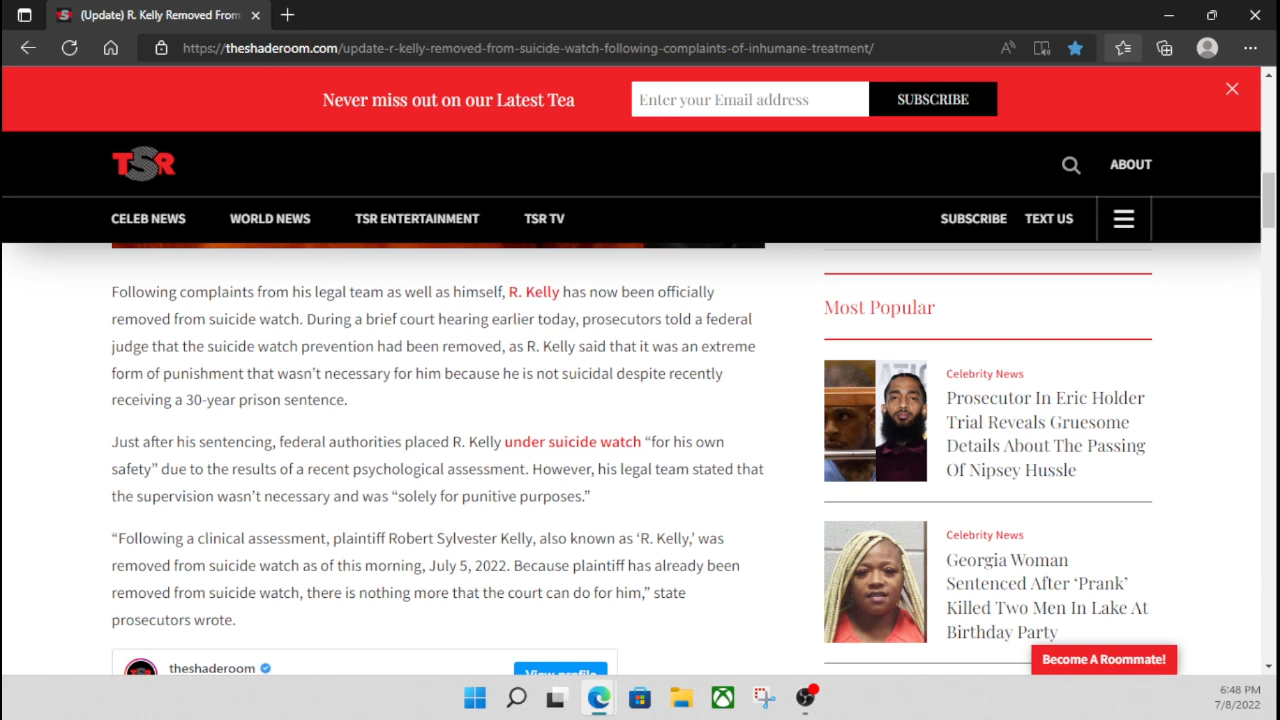 (Update) R. Kelly Removed From
https://theshaderoom.com/update-r-kelly-removed-from-suicide-watch-following-complaints-of-inhumane-treatment/
Never miss out on our Latest Tea
Enter your Email address
SUBSCRIBE
TSR
ABOUT
CELEB NEWS
WORLD NEWS
TSR ENTERTAINMENT
TSR TV
SUBSCRIBE
TEXT US
Following complaints from his legal team as well as himself, R. Kelly has now been officially
removed from suicide watch. During a brief court hearing earlier today, prosecutors told a federal
judge that the suicide watch prevention had been removed, as R. Kelly said that it was an extreme
form of punishment that wasn’t necessary for him because he is not suicidal despite recently
receiving a 30-year prison sentence.
Just after his sentencing, federal authorities placed R. Kelly under suicide watch “for his own
safety” due to the results of a recent psychological assessment. However, his legal team stated that
the supervision wasn’t necessary and was “solely for punitive purposes.”
“Following a clinical assessment, plaintiff Robert Sylvester Kelly, also known as ‘R. Kelly,’ was
removed from suicide watch as of this morning, July 5, 2022. Because plaintiff has already been
removed from suicide watch, there is nothing more that the court can do for him,” state
prosecutors wrote.
theshaderoom
View profile
Most Popular
Celebrity News
Prosecutor In Eric Holder
Trial Reveals Gruesome
Details About The Passing
Of Nipsey Hussle
Celebrity News
Georgia Woman
Sentenced After ‘Prank’
Killed Two Men In Lake At
Birthday Party
Become A Roommate!
6:48 PM
7/8/2022